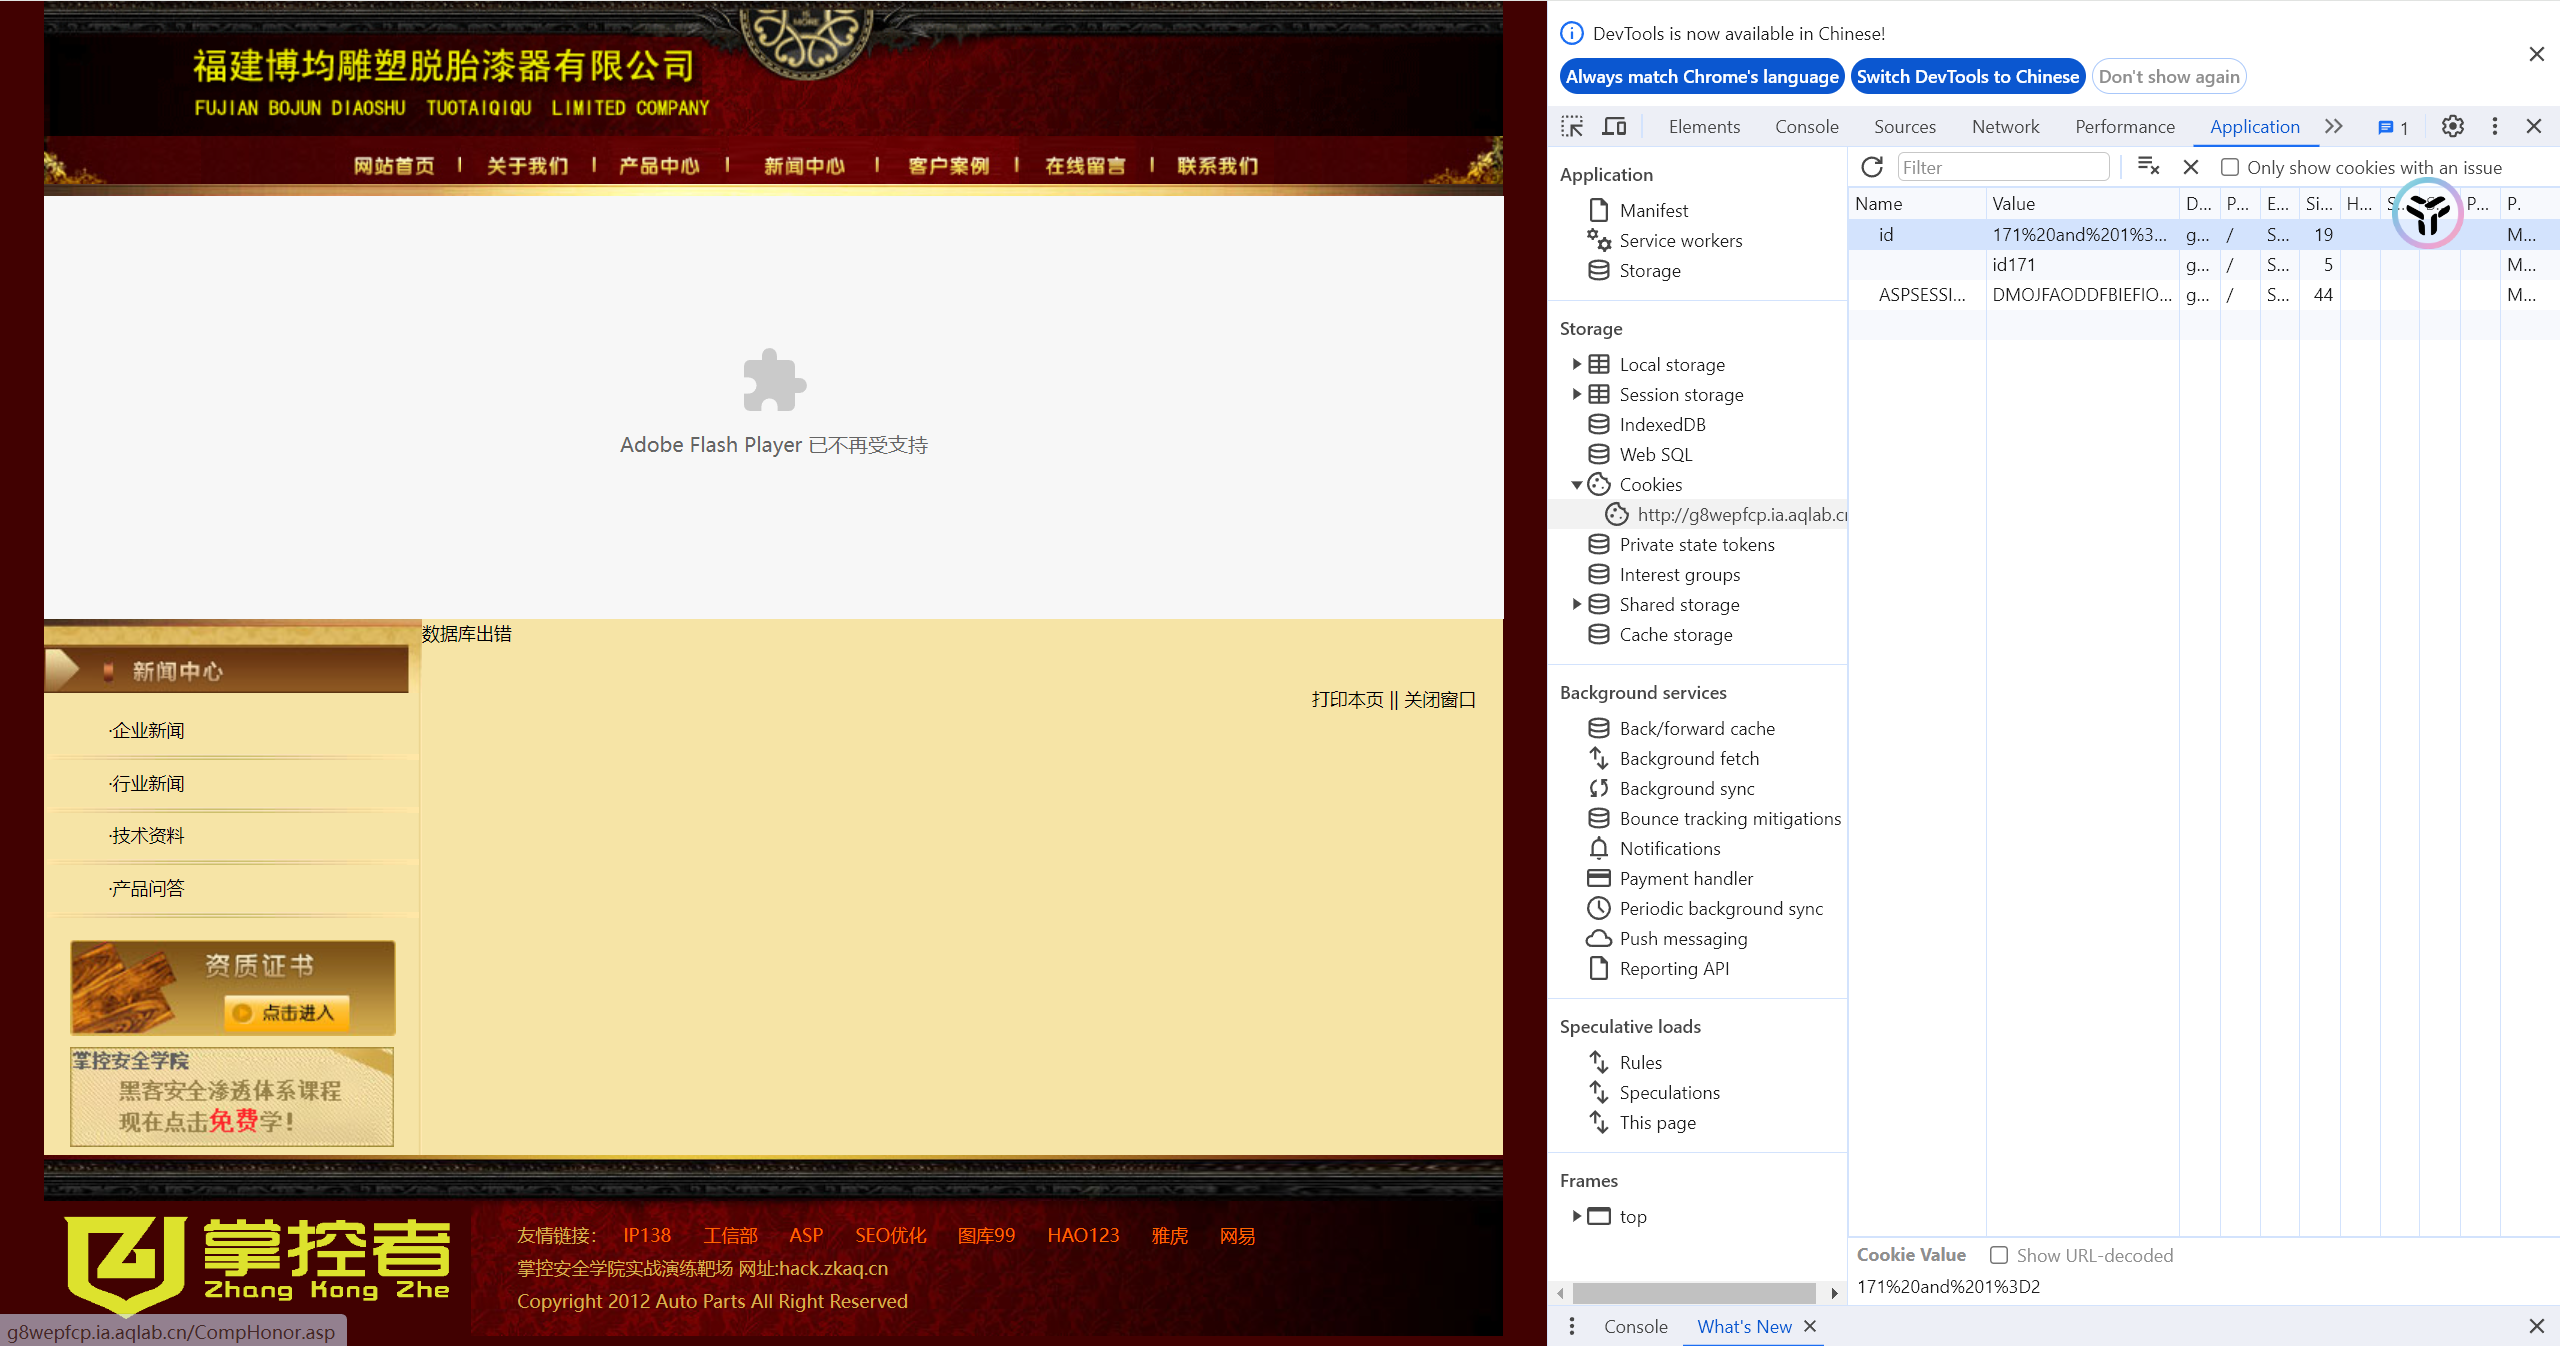 福建博均雕塑脱胎漆器有限公司
FUJIAN BOJUN DIAOSHU TUOTAIQIQU LIMITED COMPANY
网站首页 | 关于我们 | 产品中心 | 新闻中心 | 客户案例 | 在线留言 | 联系我们
Adobe Flash Player 已不再受支持
数据库出错
新闻中心
打印本页 || 关闭窗口
·企业新闻
·行业新闻
·技术资料
·产品问答
资质证书
点击进入
掌控安全学院
黑客安全渗透体系课程
现在点击免费学!
掌控者
Zhang Kong Zhe
友情链接: IP138 工信部 ASP SEO优化 图库99 HAO123 雅虎 网易
掌控安全学院实战演练靶场 网址:hack.zkaq.cn
Copyright 2012 Auto Parts All Right Reserved
g8wepfcp.ia.aqlab.cn/CompHonor.asp
DevTools is now available in Chinese!
Always match Chrome's language Switch DevTools to Chinese Don't show again
Elements Console Sources Network Performance Application 1
Application
Manifest
Service workers
Storage
Storage
Local storage
Session storage
IndexedDB
Web SQL
Cookies
http://g8wepfcp.ia.aqlab.c
Private state tokens
Interest groups
Shared storage
Cache storage
Background services
Back/forward cache
Background fetch
Background sync
Bounce tracking mitigations
Notifications
Payment handler
Periodic background sync
Push messaging
Reporting API
Speculative loads
Rules
Speculations
This page
Frames
top
Filter Only show cookies with an issue
Name Value D... P... E... Si... H... S... P... P.
id 171%20and%201%3... g... / S... 19 M...
id171 g... / S... 5 M...
ASPSESSI... DMOJFAODDFBIEFIO... g... / S... 44 M...
Cookie Value Show URL-decoded
171%20and%201%3D2
Console What's New